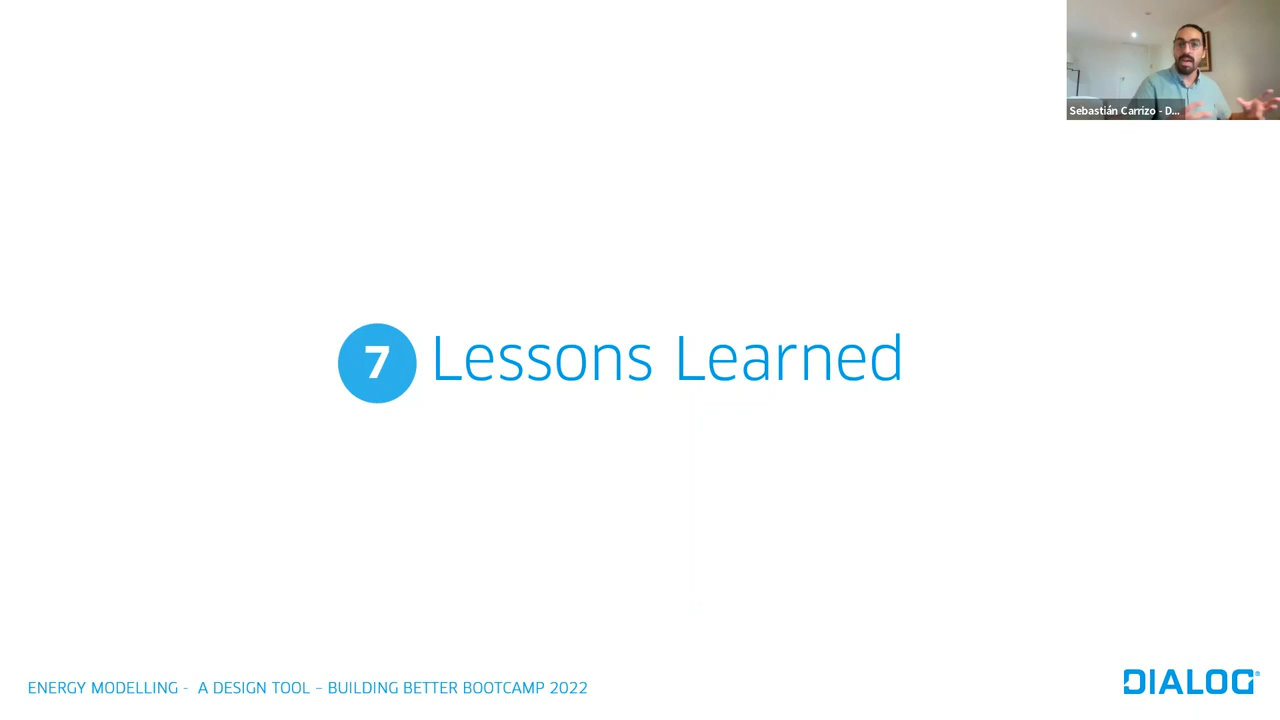 Sebastián Carrizo - D...
7 Lessons Learned
ENERGY MODELLING - A DESIGN TOOL – BUILDING BETTER BOOTCAMP 2022
DIALOG®